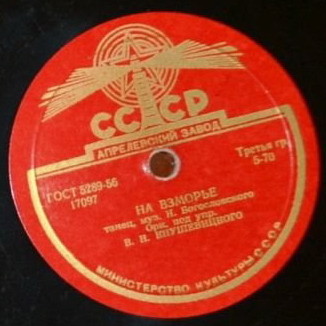 СССР
АПРЕЛЕВСКИЙ ЗАВОД
ГОСТ 5289-56
17097
Третья гр.
5-70
НА ВЗМОРЬЕ
танец, муз. Н. Богословского
Орк. под упр.
В. Н. КНУШЕВИЦКОГО
МИНИСТЕРСТВО КУЛЬТУРЫ СССР